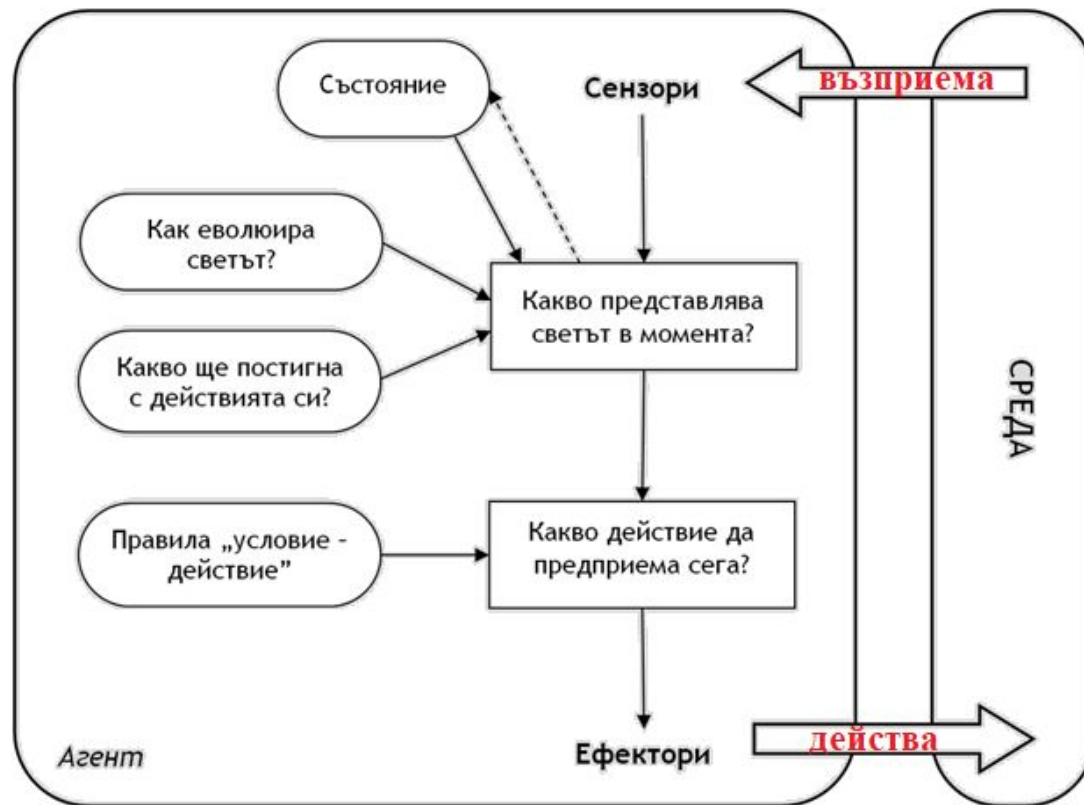 Състояние
Сензори
възприема
Как еволюира
светът?
Какво представлява
светът в момента?
Какво ще постигна
с действията си?
СРЕДА
Правила „условие -
действие”
Какво действие да
предприема сега?
Ефектори
действа
Агент